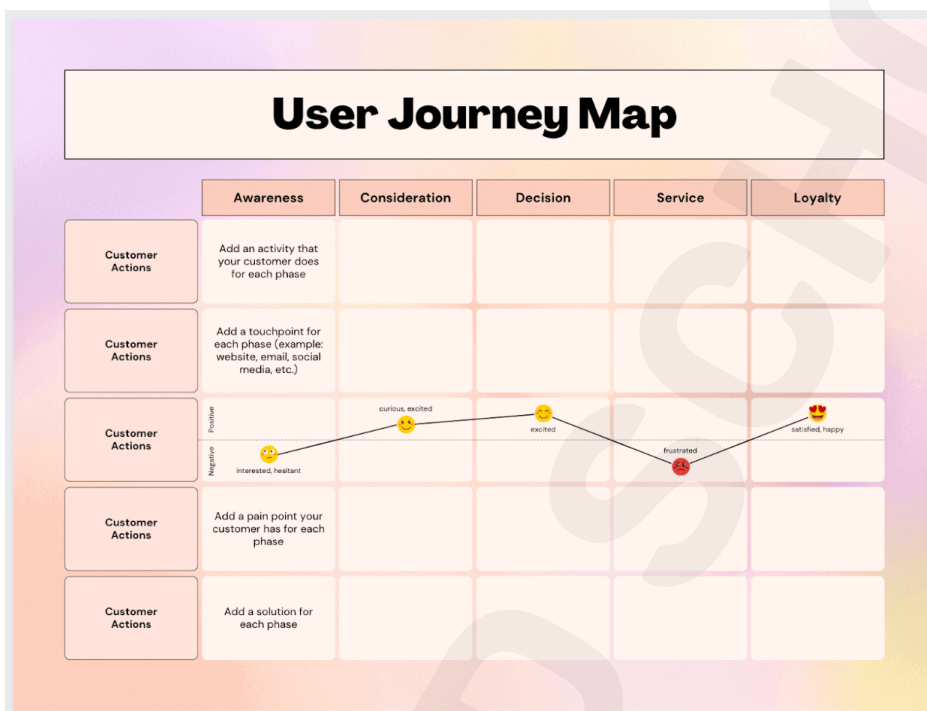 User Journey Map
Awareness
Consideration
Decision
Service
Loyalty
Customer
Actions
Add an activity that
your customer does
for each phase
Customer
Actions
Add a touchpoint for
each phase (example:
website, email, social
media, etc.)
Customer
Actions
Positive
Negative
interested, hesitant
curious, excited
excited
frustrated
satisfied, happy
Customer
Actions
Add a pain point your
customer has for each
phase
Customer
Actions
Add a solution for
each phase